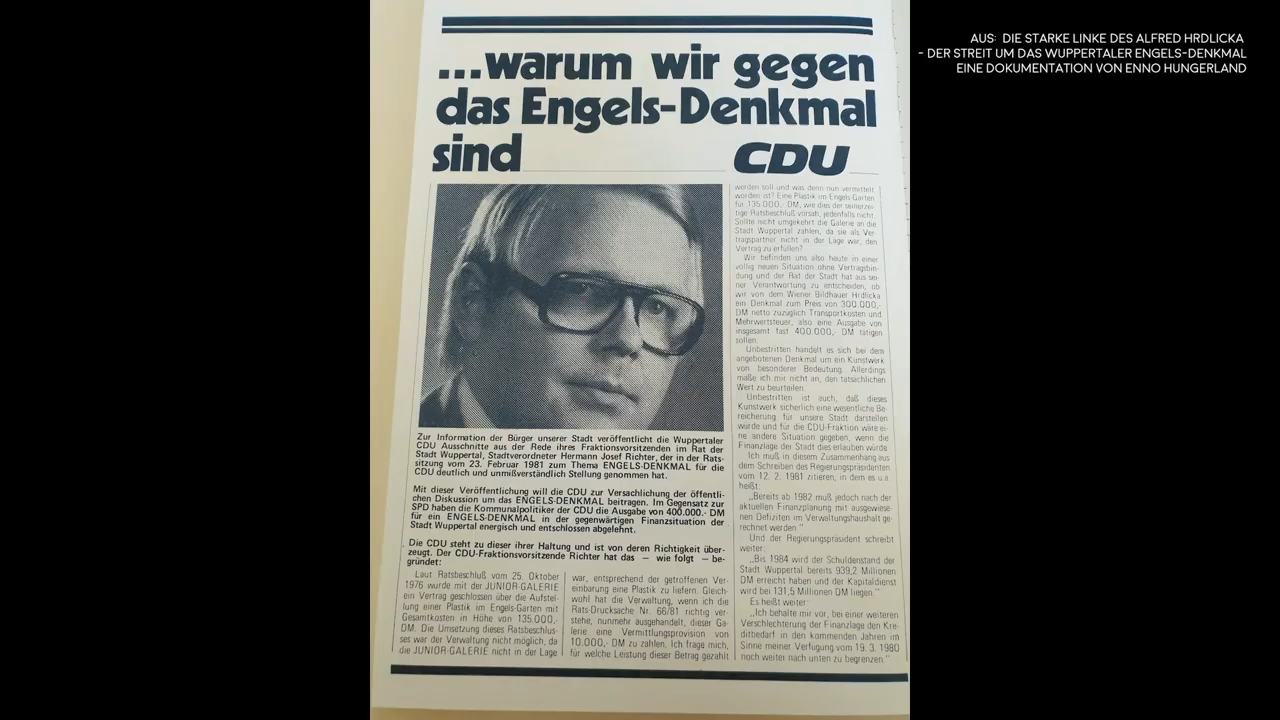 AUS: DIE STARKE LINKE DES ALFRED HRDLICKA
- DER STREIT UM DAS WUPPERTALER ENGELS-DENKMAL
EINE DOKUMENTATION VON ENNO HUNGERLAND
...warum wir gegen
das Engels-Denkmal
sind CDU
Zur Information der Bürger unserer Stadt veröffentlicht die Wuppertaler
CDU Ausschnitte aus der Rede ihres Fraktionsvorsitzenden im Rat der
Stadt Wuppertal, Stadtverordneter Hermann Josef Richter, der in der Rats-
sitzung vom 23. Februar 1981 zum Thema ENGELS-DENKMAL für die
CDU deutlich und unmißverständlich Stellung genommen hat.
Mit dieser Veröffentlichung will die CDU zur Versachlichung der öffentli-
chen Diskussion um das ENGELS-DENKMAL beitragen. Im Gegensatz zur
SPD haben die Kommunalpolitiker der CDU die Ausgabe von 400.000.- DM
für ein ENGELS-DENKMAL in der gegenwärtigen Finanzsituation der
Stadt Wuppertal energisch und entschlossen abgelehnt.
Die CDU steht zu dieser ihrer Haltung und ist von deren Richtigkeit über-
zeugt. Der CDU-Fraktionsvorsitzende Richter hat das — wie folgt — be-
gründet:
Laut Ratsbeschluß vom 25. Oktober
1976 wurde mit der JUNIOR-GALERIE
ein Vertrag geschlossen über die Aufstel-
lung einer Plastik im Engels-Garten mit
Gesamtkosten in Höhe von 135.000,-
DM. Die Umsetzung dieses Ratsbeschlus-
ses war der Verwaltung nicht möglich, da
die JUNIOR-GALERIE nicht in der Lage
war, entsprechend der getroffenen Ver-
einbarung eine Plastik zu liefern. Gleich-
wohl hat die Verwaltung, wenn ich die
Rats-Drucksache Nr. 66/81 richtig ver-
stehe, nunmehr ausgehandelt, dieser Ga-
lerie eine Vermittlungsprovision von
10.000,- DM zu zahlen. Ich frage mich,
für welche Leistung dieser Betrag gezahlt
werden soll und was denn nun vermittelt
worden ist? Eine Plastik im Engels-Garten
für 135.000,- DM, wie dies der seinerzei-
tige Ratsbeschluß vorsah, jedenfalls nicht.
Sollte nicht umgekehrt die Galerie an die
Stadt Wuppertal zahlen, da sie als Ver-
tragspartner nicht in der Lage war, den
Vertrag zu erfüllen?
Wir befinden uns also heute in einer
völlig neuen Situation ohne Vertragsbin-
dung und der Rat der Stadt hat aus sei-
ner Verantwortung zu entscheiden, ob
wir von dem Wiener Bildhauer Hrdlicka
ein Denkmal zum Preis von 300.000,-
DM netto zuzüglich Transportkosten und
Mehrwertsteuer, also eine Ausgabe von
insgesamt fast 400.000,- DM tätigen
sollen.
Unbestritten handelt es sich bei dem
angebotenen Denkmal um ein Kunstwerk
von besonderer Bedeutung. Allerdings
maße ich mir nicht an, den tatsächlichen
Wert zu beurteilen.
Unbestritten ist auch, daß dieses
Kunstwerk sicherlich eine wesentliche Be-
reicherung für unsere Stadt darstellen
würde und für die CDU-Fraktion wäre ei-
ne andere Situation gegeben, wenn die
Finanzlage der Stadt dies erlauben würde.
Ich muß in diesem Zusammenhang aus
dem Schreiben des Regierungspräsidenten
vom 12. 2. 1981 zitieren, in dem es u.a.
heißt:
„Bereits ab 1982 muß jedoch nach der
aktuellen Finanzplanung mit ausgewiese-
nen Defiziten im Verwaltungshaushalt ge-
rechnet werden."
Und der Regierungspräsident schreibt
weiter:
„Bis 1984 wird der Schuldenstand der
Stadt Wuppertal bereits 939,2 Millionen
DM erreicht haben und der Kapitaldienst
wird bei 131,5 Millionen DM liegen."
Es heißt weiter:
„Ich behalte mir vor, bei einer weiteren
Verschlechterung der Finanzlage den Kre-
ditbedarf in den kommenden Jahren im
Sinne meiner Verfügung vom 19. 3. 1980
noch weiter nach unten zu begrenzen."